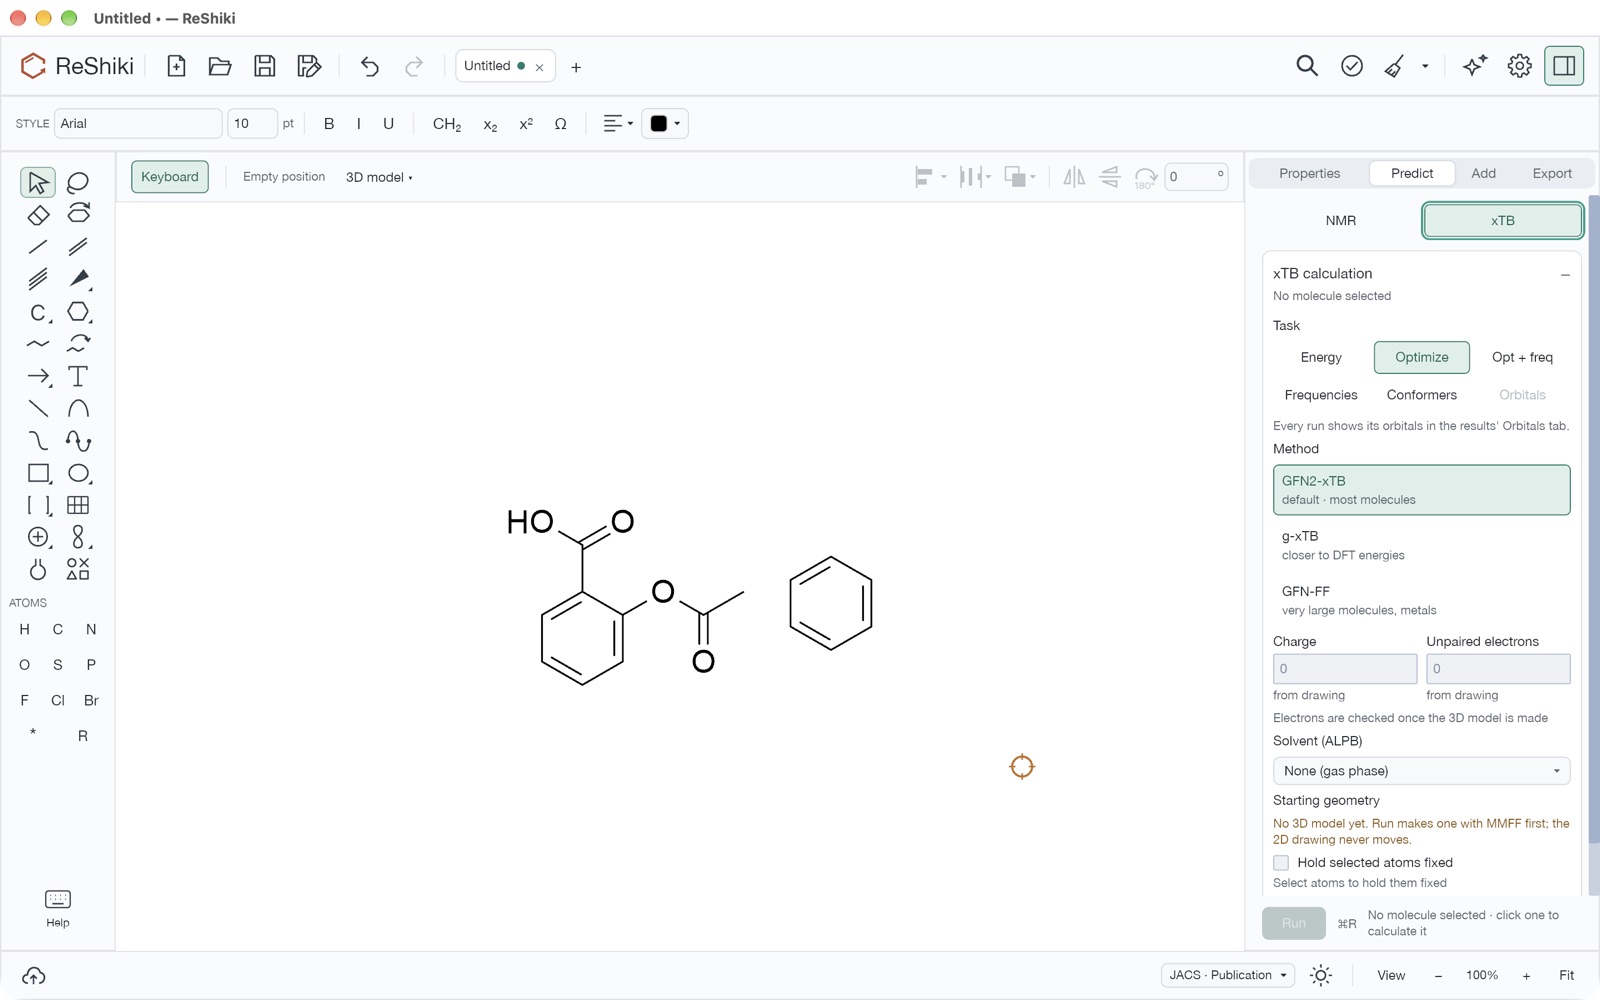 Untitled • — ReShiki
ReShiki
Untitled
STYLE
Arial
10
pt
B
I
U
CH₂
x₂
x²
Ω
Keyboard
Empty position
3D model
180°
0
°
Properties
Predict
Add
Export
NMR
xTB
xTB calculation
No molecule selected
Task
Energy
Optimize
Opt + freq
Frequencies
Conformers
Orbitals
Every run shows its orbitals in the results' Orbitals tab.
Method
GFN2-xTB
default · most molecules
g-xTB
closer to DFT energies
GFN-FF
very large molecules, metals
Charge
Unpaired electrons
0
0
from drawing
from drawing
Electrons are checked once the 3D model is made
Solvent (ALPB)
None (gas phase)
Starting geometry
No 3D model yet. Run makes one with MMFF first; the
2D drawing never moves.
Hold selected atoms fixed
Select atoms to hold them fixed
Run
⌘R
No molecule selected · click one to
calculate it
C
T
ATOMS
H
C
N
O
S
P
F
Cl
Br
*
R
Help
HO
O
O
O
JACS · Publication
View
−
100%
+
Fit